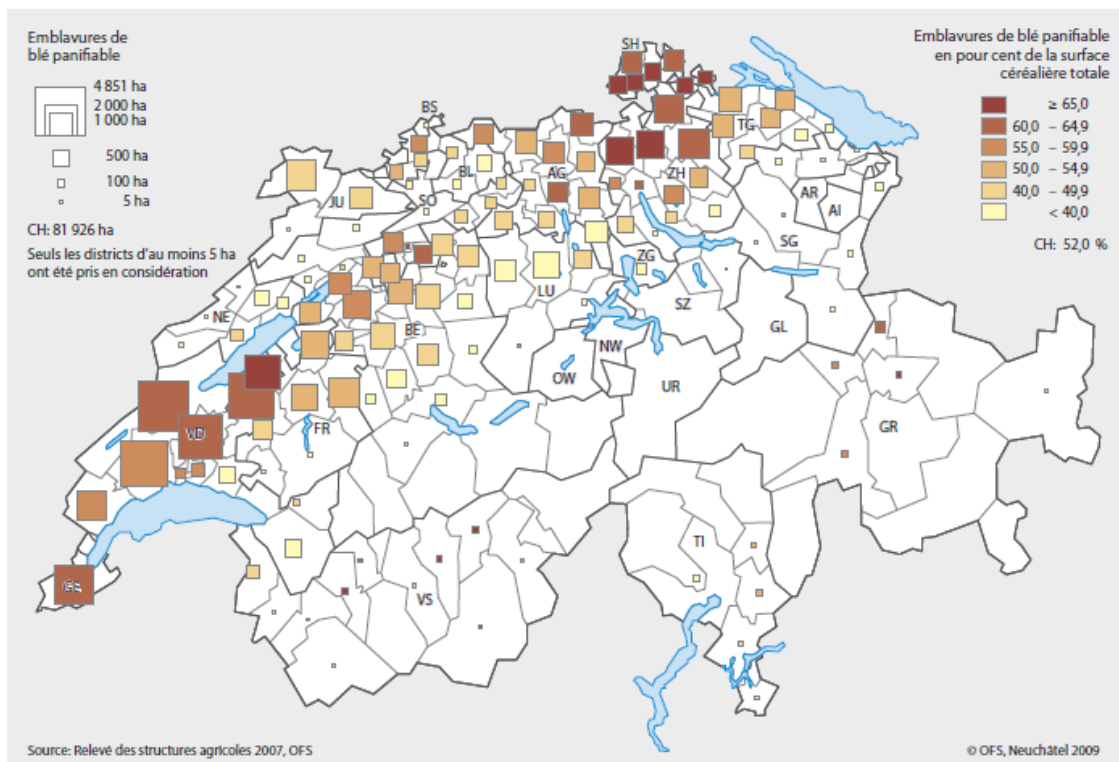 Emblavures de
blé panifiable
4 851 ha
2 000 ha
1 000 ha
500 ha
100 ha
5 ha
CH: 81 926 ha
Seuls les districts d'au moins 5 ha
ont été pris en considération
Emblavures de blé panifiable
en pour cent de la surface
céréalière totale
≥ 65,0
60,0 – 64,9
55,0 – 59,9
50,0 – 54,9
40,0 – 49,9
< 40,0
CH: 52,0 %
SH
BS
TG
BL
AG
ZH
JU
SO
AR
AI
SG
ZG
LU
SZ
NE
BE
GL
NW
OW
UR
FR
VD
GR
TI
GE
VS
Source: Relevé des structures agricoles 2007, OFS
© OFS, Neuchâtel 2009